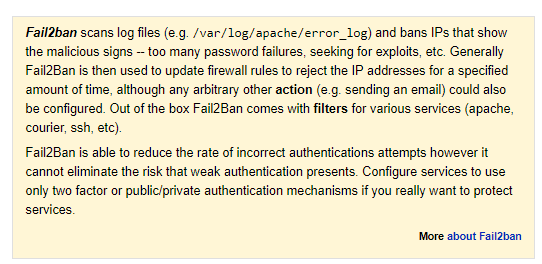 Fail2ban scans log files (e.g. /var/log/apache/error_log) and bans IPs that show
the malicious signs -- too many password failures, seeking for exploits, etc. Generally
Fail2Ban is then used to update firewall rules to reject the IP addresses for a specified
amount of time, although any arbitrary other action (e.g. sending an email) could also
be configured. Out of the box Fail2Ban comes with filters for various services (apache,
courier, ssh, etc).
Fail2Ban is able to reduce the rate of incorrect authentications attempts however it
cannot eliminate the risk that weak authentication presents. Configure services to use
only two factor or public/private authentication mechanisms if you really want to protect
services.
More about Fail2ban